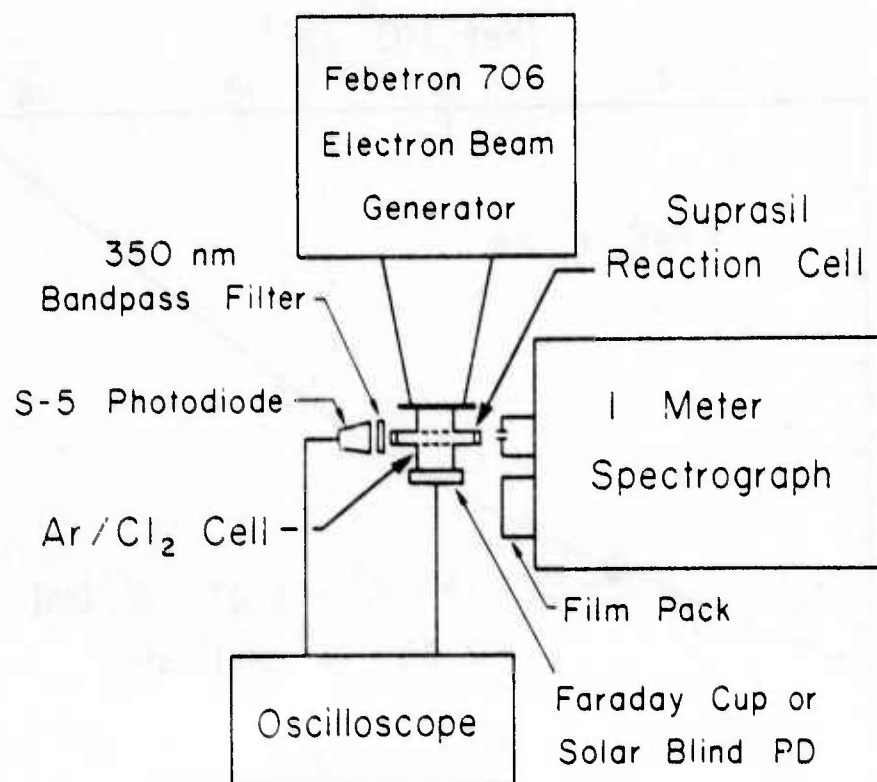 Febetron 706
Electron Beam
Generator
Suprasil
Reaction Cell
350 nm
Bandpass Filter
S-5 Photodiode
1 Meter
Spectrograph
Ar/Cl₂ Cell
Film Pack
Oscilloscope
Faraday Cup or
Solar Blind PD